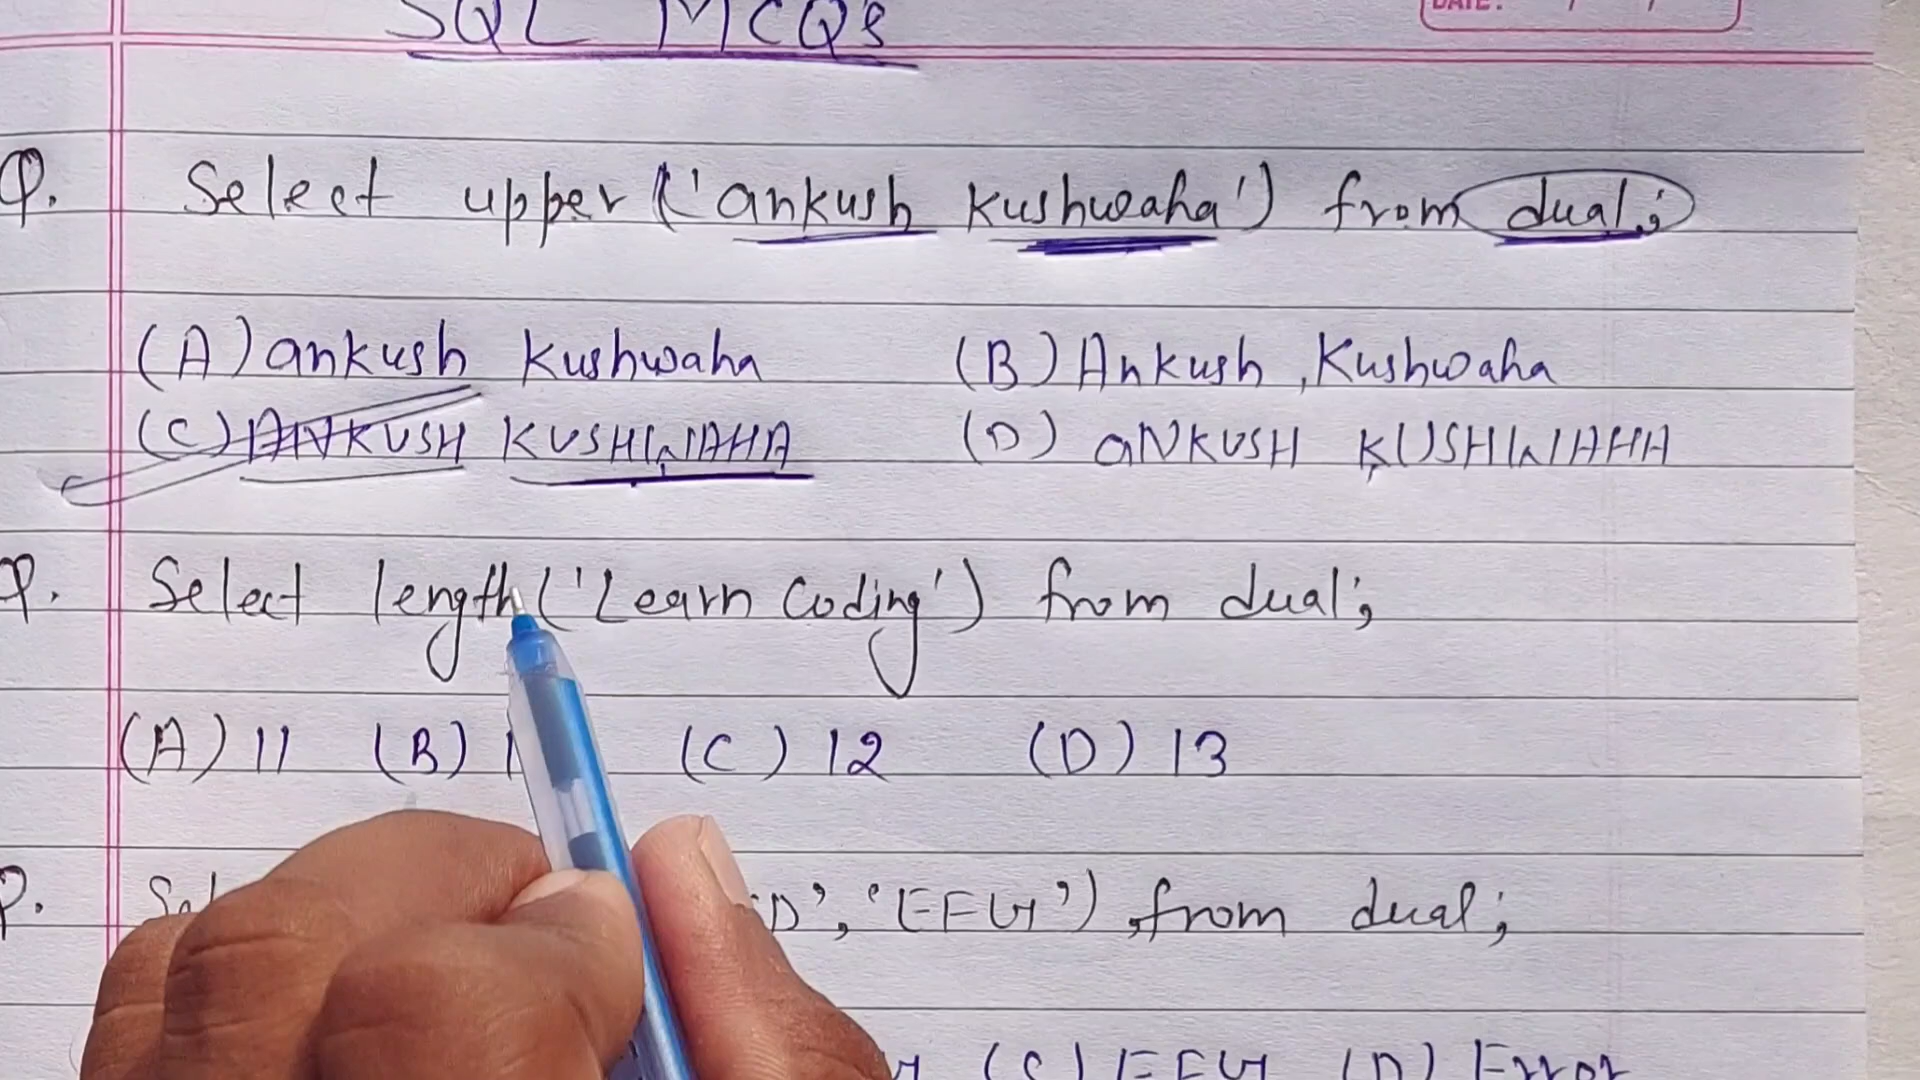 SQL MCQ's
DATE: / /
Q. Select upper('ankush kushwaha') from dual;
(A) ankush kushwaha (B) Ankush, Kushwaha
(C) ANKUSH KUSHWAHA (D) aNKUSH KUSHWAHA
Q. Select length('Learn Coding') from dual;
(A) 11 (B) (C) 12 (D) 13
Q. D', 'EFG') from dual;
(C) EFG (D) Error